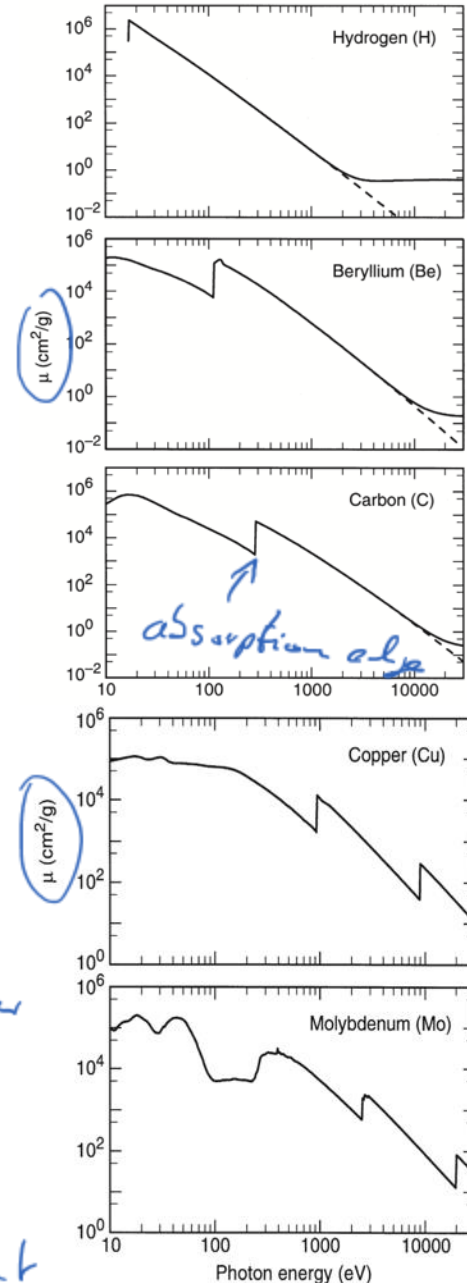 10⁶
Hydrogen (H)
10⁴
10²
10⁰
10⁻²
10⁶
Beryllium (Be)
10⁴
10²
μ (cm²/g)
10⁰
10⁻²
10⁶
Carbon (C)
10⁴
10²
absorption
10⁰
10⁻²
10 100 1000 10000
10⁶
Copper (Cu)
10⁴
μ (cm²/g)
10²
10⁰
10⁶
Molybdenum (Mo)
10⁴
10²
10⁰
10 100 1000 10000
Photon energy (eV)